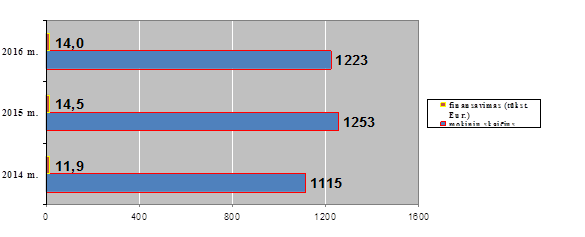 2016 m.
14,0
1223
2015 m.
14,5
1253
2014 m.
11,9
1115
0 400 800 1200 1600
finansavimas (tūkst.
Eur.)